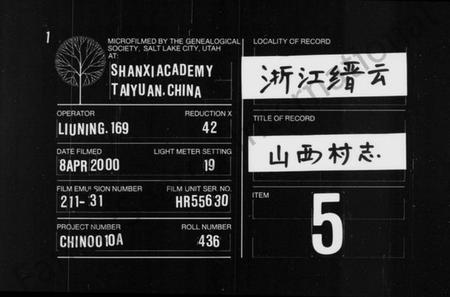 1
MICROFILMED BY THE GENEALOGICAL
SOCIETY, SALT LAKE CITY, UTAH
AT:
SHANXI ACADEMY
TAIYUAN. CHINA
OPERATOR
REDUCTION X
LIUNING. 169
42
DATE FILMED
LIGHT METER SETTING
8APR 2000
19
FILM EMULSION NUMBER
FILM UNIT SER. NO.
211-31
HR55630
PROJECT NUMBER
ROLL NUMBER
CHINOO10A
436
LOCALITY OF RECORD
浙江缙云
TITLE OF RECORD
山西村志
ITEM
5